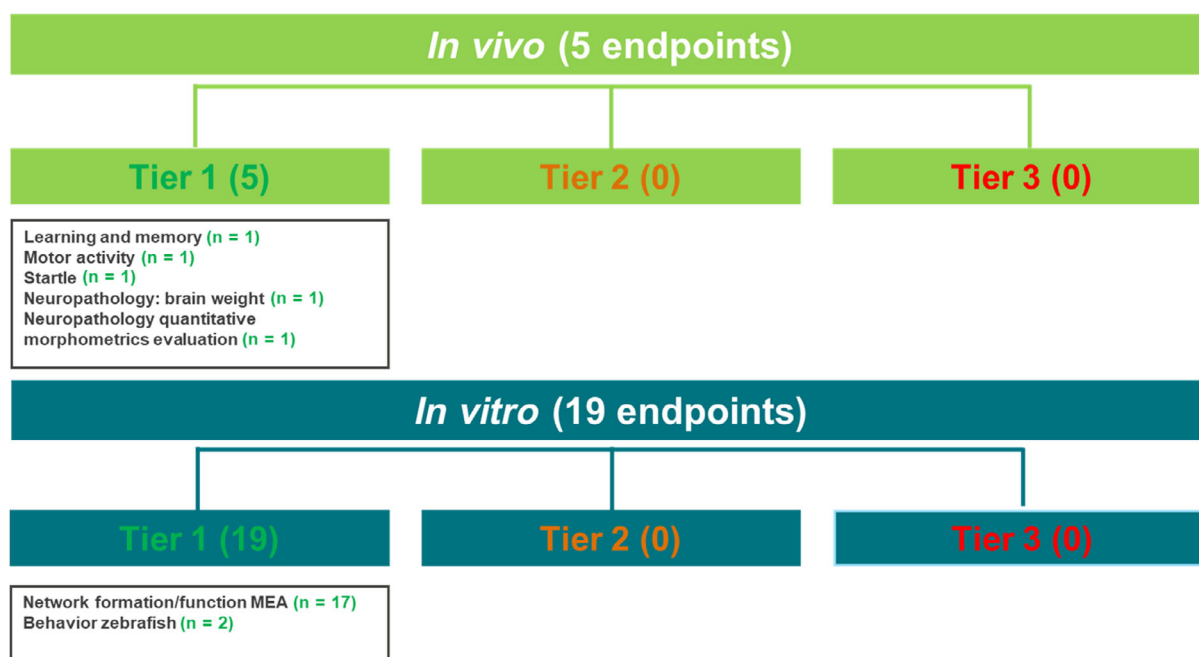 In vivo (5 endpoints)
Tier 1 (5)
Tier 2 (0)
Tier 3 (0)
Learning and memory (n = 1)
Motor activity (n = 1)
Startle (n = 1)
Neuropathology: brain weight (n = 1)
Neuropathology quantitative
morphometrics evaluation (n = 1)
In vitro (19 endpoints)
Tier 1 (19)
Tier 2 (0)
Tier 3 (0)
Network formation/function MEA (n = 17)
Behavior zebrafish (n = 2)